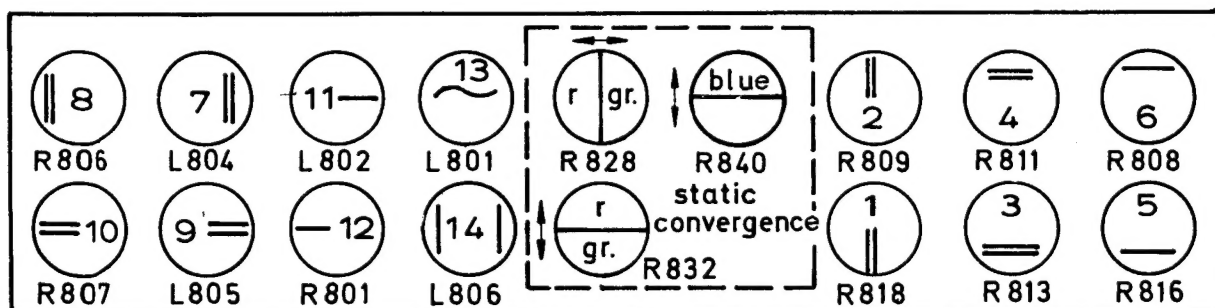 8 7 11 13 r gr. blue 2 4 6
R806 L804 L802 L801 R828 R840 R809 R811 R808
static
convergence
10 9 12 14 r gr. 1 3 5
R807 L805 R801 L806 R832 R818 R813 R816